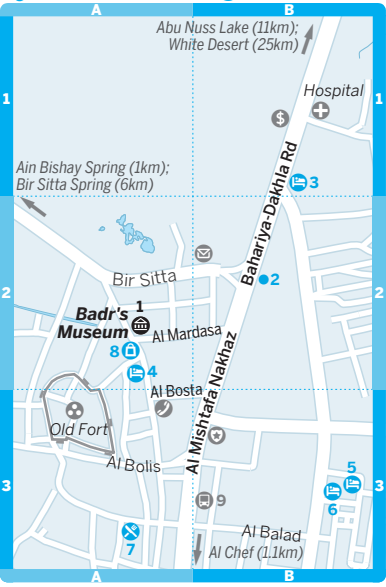 A
B
Abu Nuss Lake (11km);
White Desert (25km)
1
1
Hospital
$
Ain Bishay Spring (1km);
Bir Sitta Spring (6km)
3
Bahariya-Dakhla Rd
Bir Sitta
2
2
2
Badr's
Museum
1
Al Mardasa
8
4
Al Mishtafa Nakhaz
Al Bosta
Old Fort
Al Bolis
3
3
5
6
9
7
Al Balad
Al Chef (1.1km)
A
B